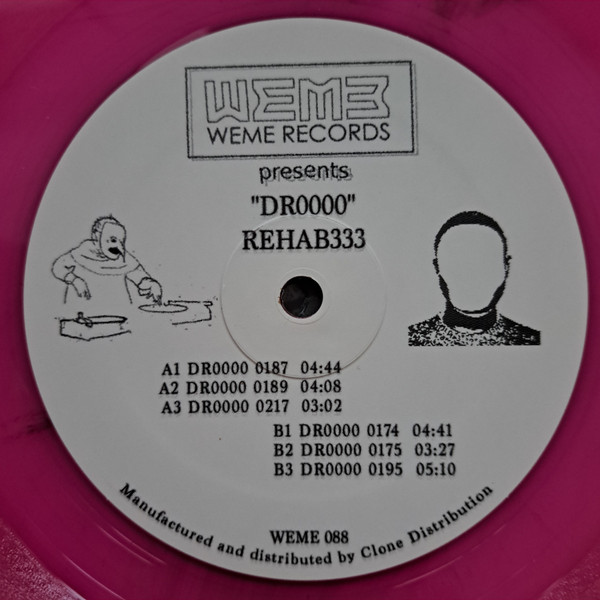 WEME
WEME RECORDS
presents
"DR0000"
REHAB333
A1 DR0000 0187 04:44
A2 DR0000 0189 04:08
A3 DR0000 0217 03:02
B1 DR0000 0174 04:41
B2 DR0000 0175 03:27
B3 DR0000 0195 05:10
WEME 088
Manufactured and distributed by Clone Distribution